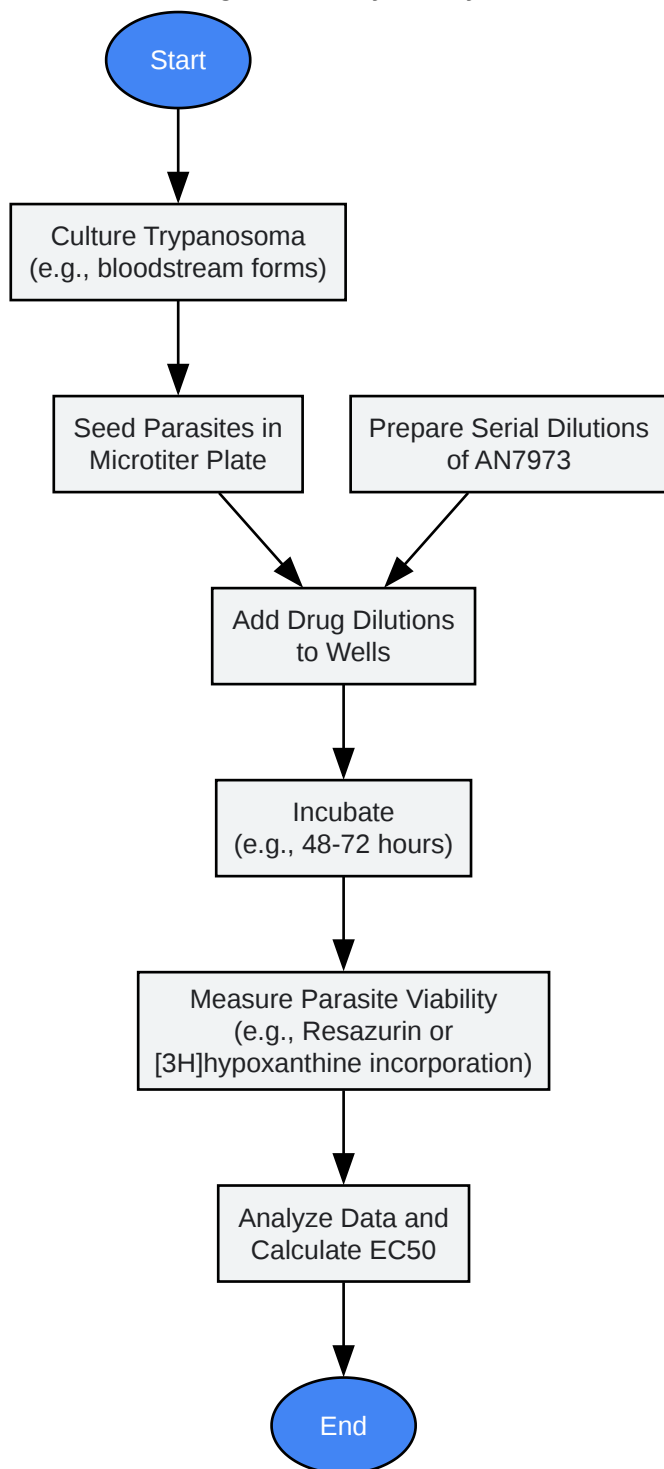 Start
Culture Trypanosoma
(e.g., bloodstream forms)
Seed Parasites in
Microtiter Plate
Prepare Serial Dilutions
of AN7973
Add Drug Dilutions
to Wells
Incubate
(e.g., 48-72 hours)
Measure Parasite Viability
(e.g., Resazurin or
[3H]hypoxanthine incorporation)
Analyze Data and
Calculate EC50
End